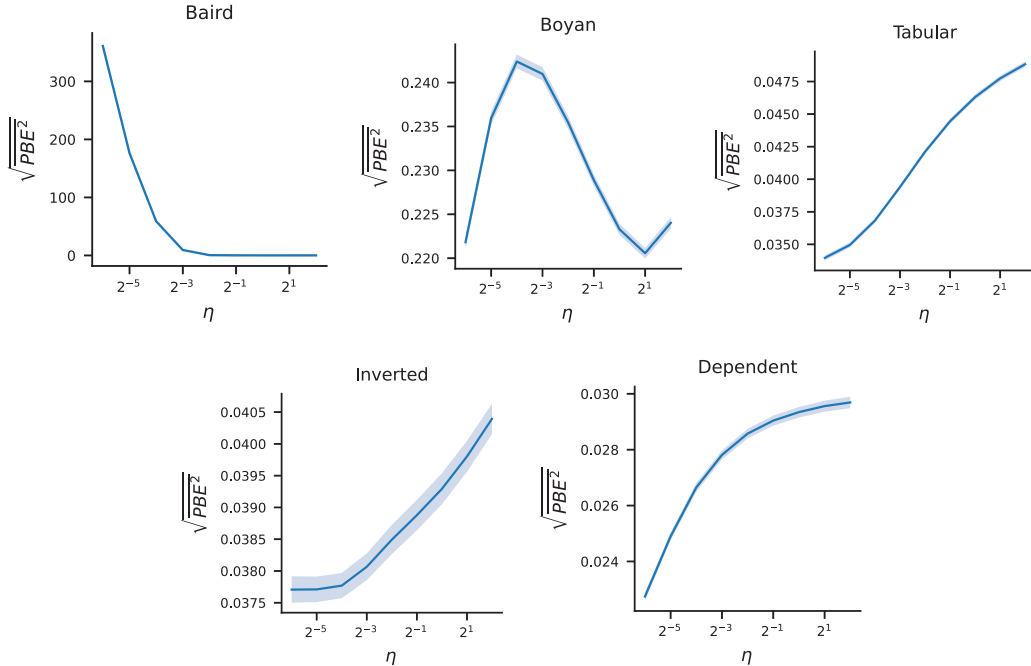 Baird
300
200
100
0
√PBE²
2⁻⁵ 2⁻³ 2⁻¹ 2¹
η
Boyan
0.240
0.235
0.230
0.225
0.220
√PBE²
2⁻⁵ 2⁻³ 2⁻¹ 2¹
η
Tabular
0.0475
0.0450
0.0425
0.0400
0.0375
0.0350
√PBE²
2⁻⁵ 2⁻³ 2⁻¹ 2¹
η
Inverted
0.0405
0.0400
0.0395
0.0390
0.0385
0.0380
0.0375
√PBE²
2⁻⁵ 2⁻³ 2⁻¹ 2¹
η
Dependent
0.030
0.028
0.026
0.024
√PBE²
2⁻⁵ 2⁻³ 2⁻¹ 2¹
η